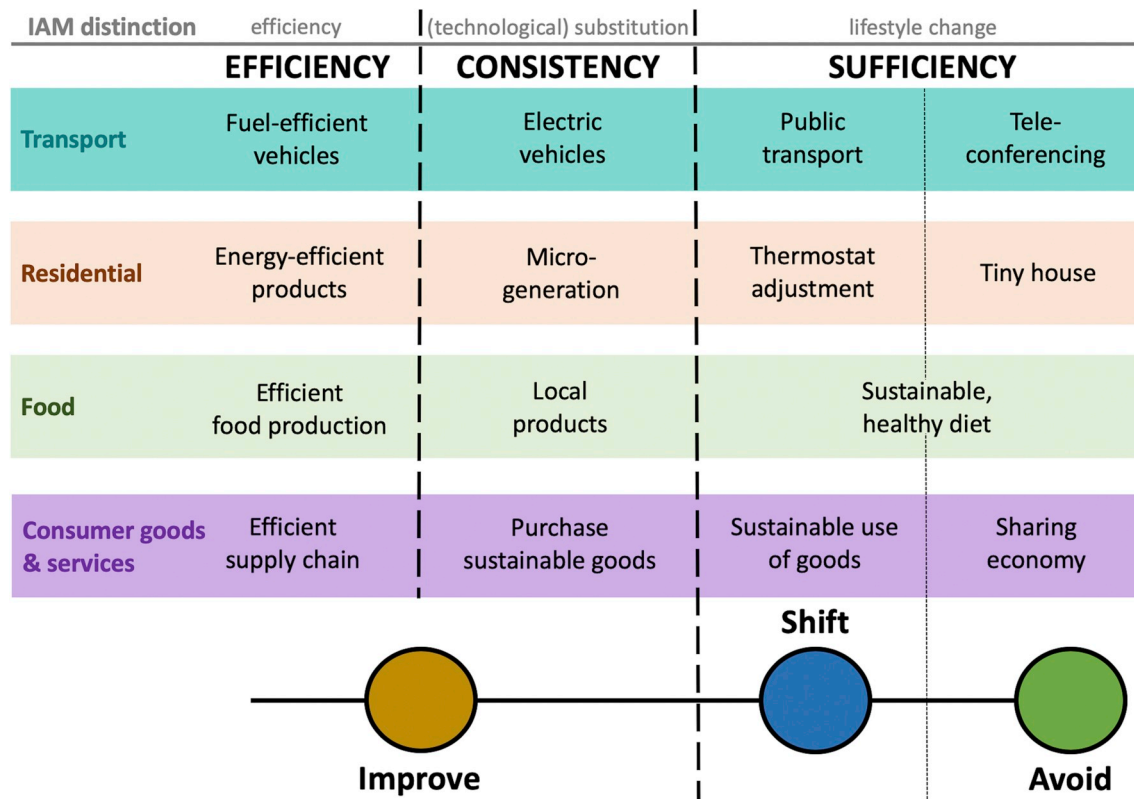 IAM distinction efficiency (technological) substitution lifestyle change
EFFICIENCY CONSISTENCY SUFFICIENCY
Transport
Fuel-efficient
vehicles
Electric
vehicles
Public
transport
Tele-
conferencing
Residential
Energy-efficient
products
Micro-
generation
Thermostat
adjustment
Tiny house
Food
Efficient
food production
Local
products
Sustainable,
healthy diet
Consumer goods
& services
Efficient
supply chain
Purchase
sustainable goods
Sustainable use
of goods
Sharing
economy
Shift
Improve
Avoid